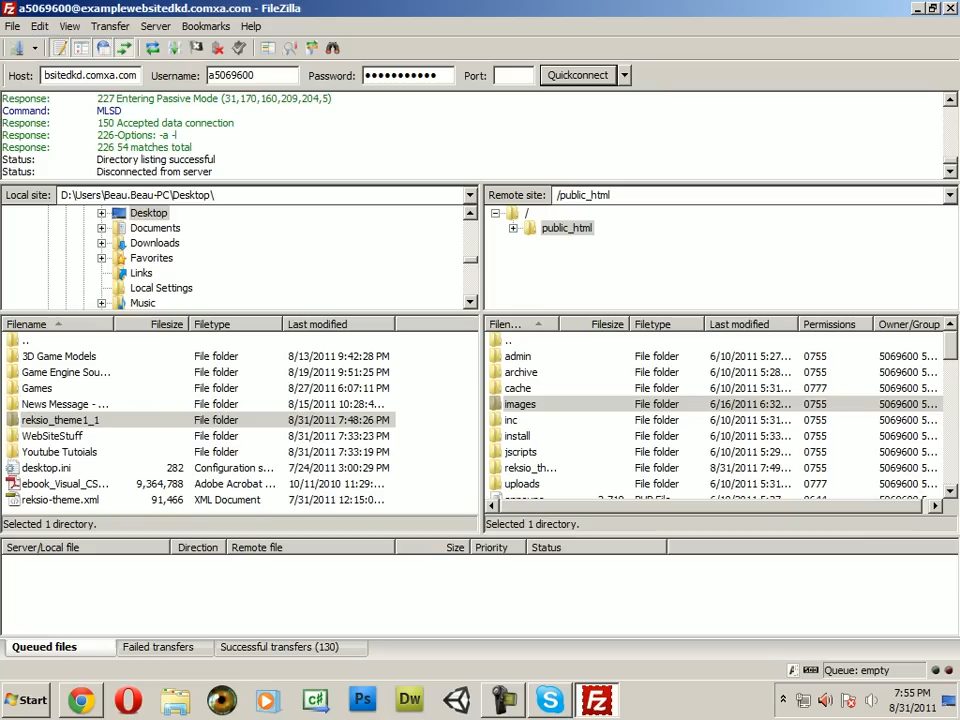 a5069600@examplewebsitedkd.comxa.com - FileZilla
File Edit View Transfer Server Bookmarks Help
Host: bsitedkd.comxa.com Username: a5069600 Password: ●●●●●●●●●●● Port: Quickconnect
Response: 227 Entering Passive Mode (31,170,160,209,204,5)
Command: MLSD
Response: 150 Accepted data connection
Response: 226-Options: -a -l
Response: 226 54 matches total
Status: Directory listing successful
Status: Disconnected from server
Local site: D:\Users\Beau.Beau-PC\Desktop\
Desktop
Documents
Downloads
Favorites
Links
Local Settings
Music
Remote site: /public_html
/
public_html
Filename Filesize Filetype Last modified
..
3D Game Models File folder 8/13/2011 9:42:28 PM
Game Engine Sou... File folder 8/19/2011 9:51:25 PM
Games File folder 8/27/2011 6:07:11 PM
News Message - ... File folder 8/15/2011 10:28:4...
reksio_theme1_1 File folder 8/31/2011 7:48:26 PM
WebSiteStuff File folder 8/31/2011 7:33:23 PM
Youtube Tutoials File folder 8/31/2011 7:33:19 PM
desktop.ini 282 Configuration s... 7/24/2011 3:00:29 PM
ebook_Visual_CS... 9,364,788 Adobe Acrobat ... 10/11/2010 11:29:...
reksio-theme.xml 91,466 XML Document 7/31/2011 12:15:0...
Selected 1 directory.
Filen... Filesize Filetype Last modified Permissions Owner/Group
..
admin File folder 6/10/2011 5:27... 0755 5069600 5...
archive File folder 6/10/2011 5:28... 0755 5069600 5...
cache File folder 6/10/2011 5:31... 0777 5069600 5...
images File folder 6/16/2011 6:32... 0755 5069600 5...
inc File folder 6/10/2011 5:31... 0755 5069600 5...
install File folder 6/10/2011 5:33... 0755 5069600 5...
jscripts File folder 6/10/2011 5:29... 0755 5069600 5...
reksio_th... File folder 8/31/2011 7:49... 0755 5069600 5...
uploads File folder 6/10/2011 5:32... 0777 5069600 5...
Selected 1 directory.
Server/Local file Direction Remote file Size Priority Status
Queued files Failed transfers Successful transfers (130)
Queue: empty
Start Ps Dw 7:55 PM
8/31/2011